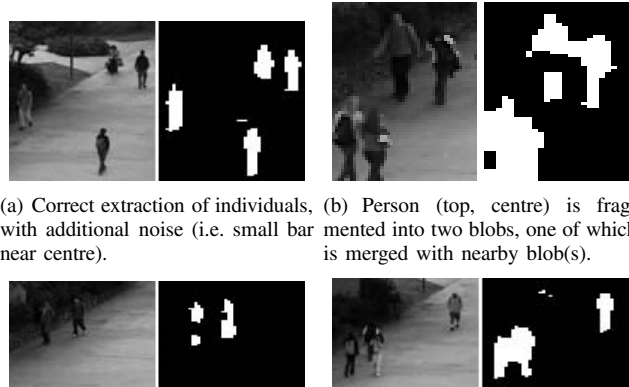 (a) Correct extraction of individuals,
with additional noise (i.e. small bar
near centre).
(b) Person (top, centre) is frag-
mented into two blobs, one of which
is merged with nearby blob(s).